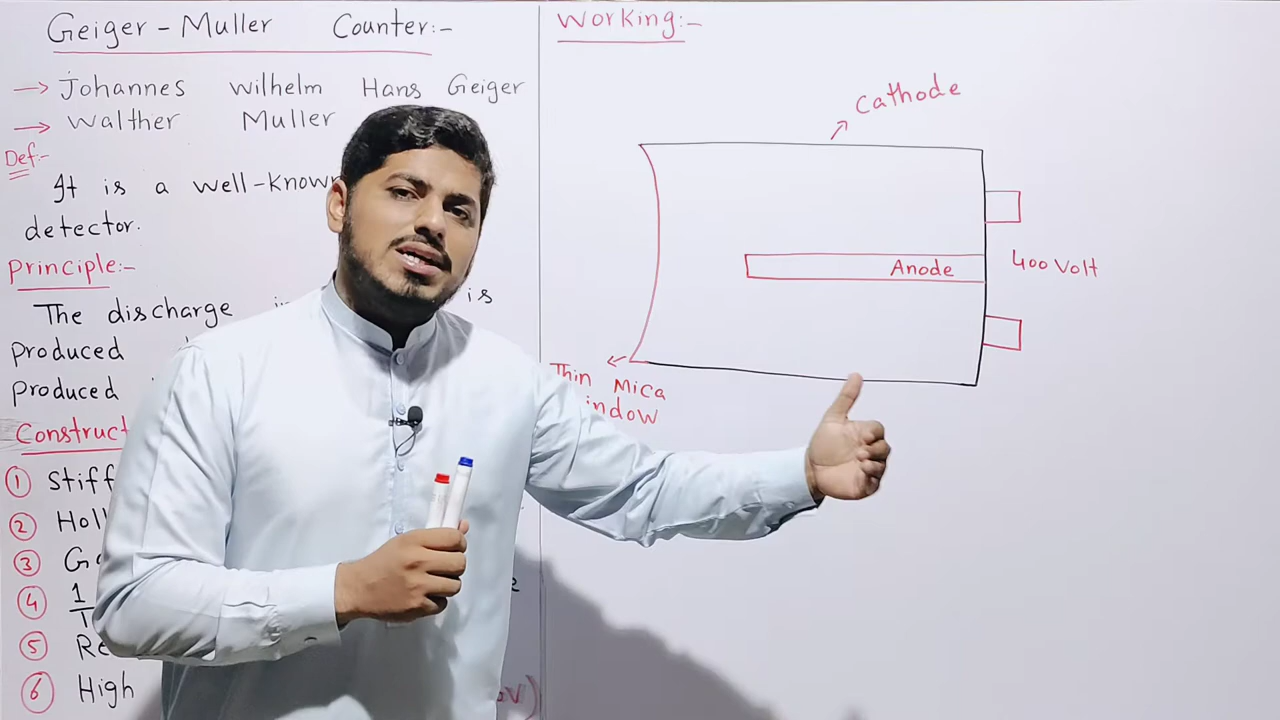 Geiger - Muller Counter:-
→ Johannes Wilhelm Hans Geiger
→ Walther Muller
Def:-
It is a well-known
detector.
Principle:-
The discharge is
produced
produced
Construct
① Stiff
② Holl
③ G
④ 1
⑤ Re
⑥ High
Working:-
Cathode
Anode
400 Volt
Thin Mica
indow